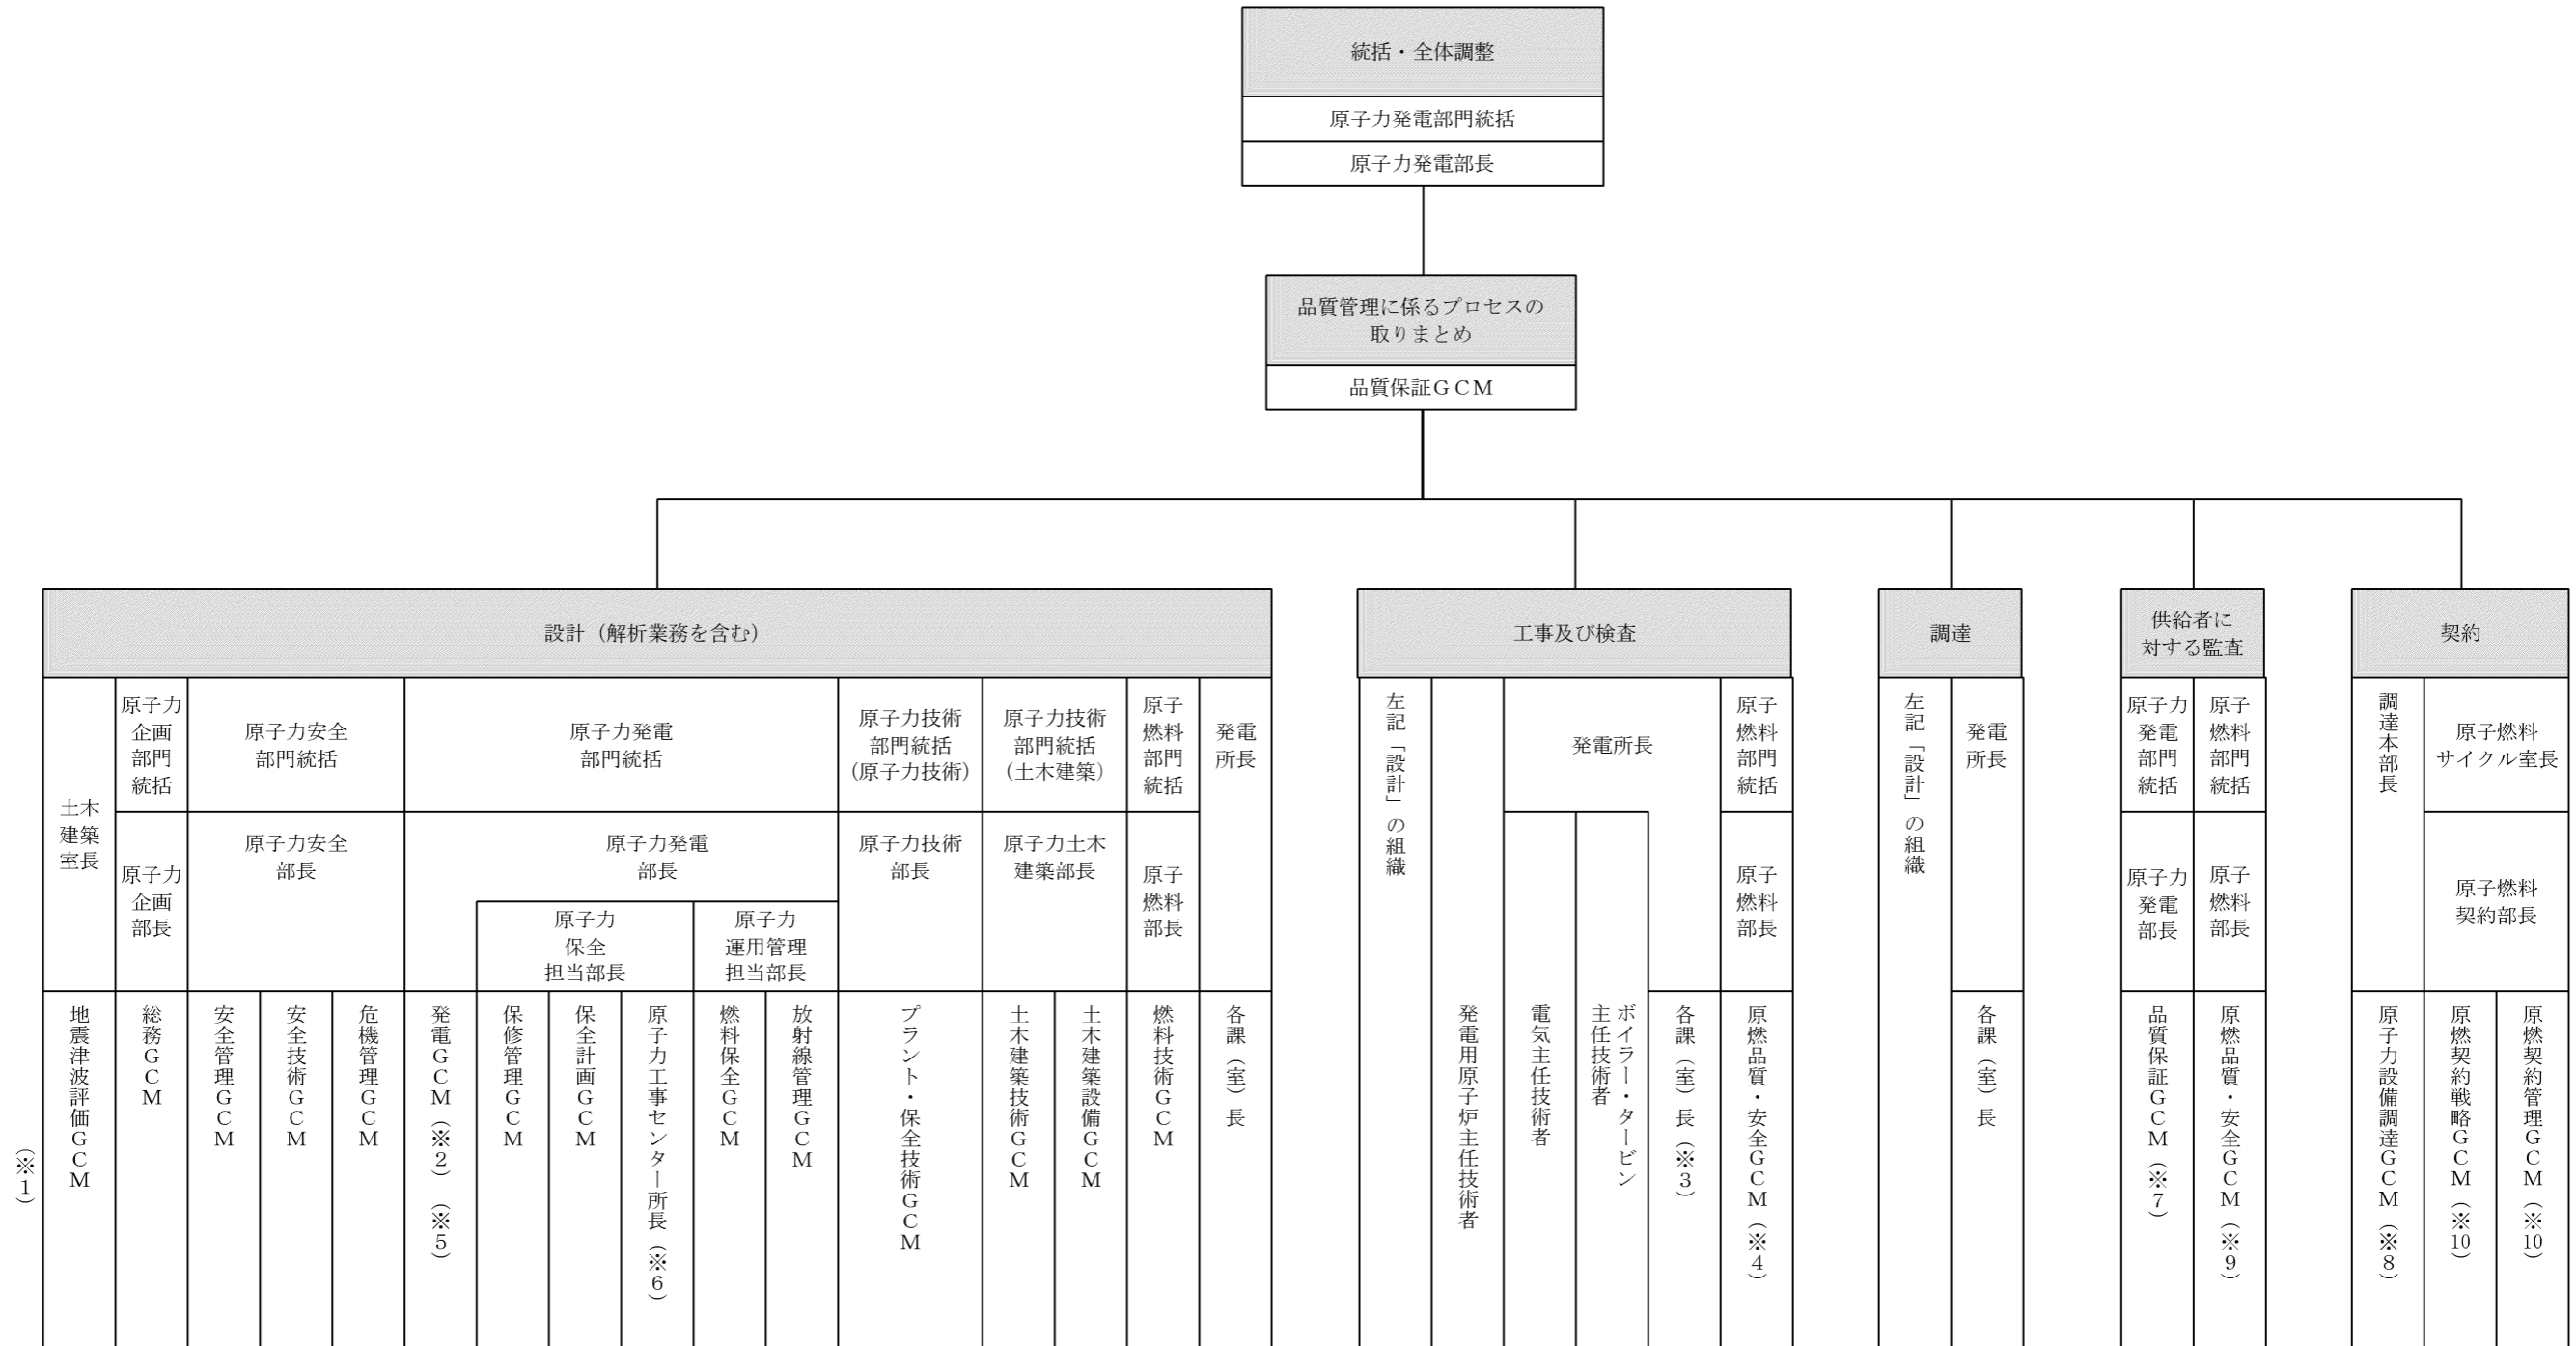 統括・全体調整
原子力発電部門統括
原子力発電部長
品質管理に係るプロセスの
取りまとめ
品質保証ＧＣＭ
設計（解析業務を含む）
土木
建築
室長
原子力
企画
部門
統括
原子力安全
部門統括
原子力発電
部門統括
原子力技術
部門統括
（原子力技術）
原子力技術
部門統括
（土木建築）
原子
燃料
部門
統括
発電
所長
原子力
企画
部長
原子力安全
部長
原子力発電
部長
原子力
保全
担当部長
原子力
運用管理
担当部長
原子力技術
部長
原子力土木
建築部長
原子
燃料
部長
（※１）
地震津波評価ＧＣＭ
総務ＧＣＭ
安全管理ＧＣＭ
安全技術ＧＣＭ
危機管理ＧＣＭ
発電ＧＣＭ（※２）（※５）
保修管理ＧＣＭ
保全計画ＧＣＭ
原子力工事センター所長（※６）
燃料保全ＧＣＭ
放射線管理ＧＣＭ
プラント・保全技術ＧＣＭ
土木建築技術ＧＣＭ
土木建築設備ＧＣＭ
燃料技術ＧＣＭ
各課（室）長
工事及び検査
左記「設計」の組織
発電用原子炉主任技術者
発電所長
電気主任技術者
ボイラー・タービン
主任技術者
各課（室）長（※３）
原子
燃料
部門
統括
原子
燃料
部長
原燃品質・安全ＧＣＭ（※４）
調達
左記「設計」の組織
発電
所長
各課（室）長
供給者に
対する監査
原子力
発電
部門
統括
原子力
発電
部長
品質保証ＧＣＭ（※７）
原子
燃料
部門
統括
原子
燃料
部長
原燃品質・安全ＧＣＭ（※９）
契約
調達本部長
原子力設備調達ＧＣＭ（※８）
原子燃料
サイクル室長
原子燃料
契約部長
原燃契約戦略ＧＣＭ（※10）
原燃契約管理ＧＣＭ（※10）